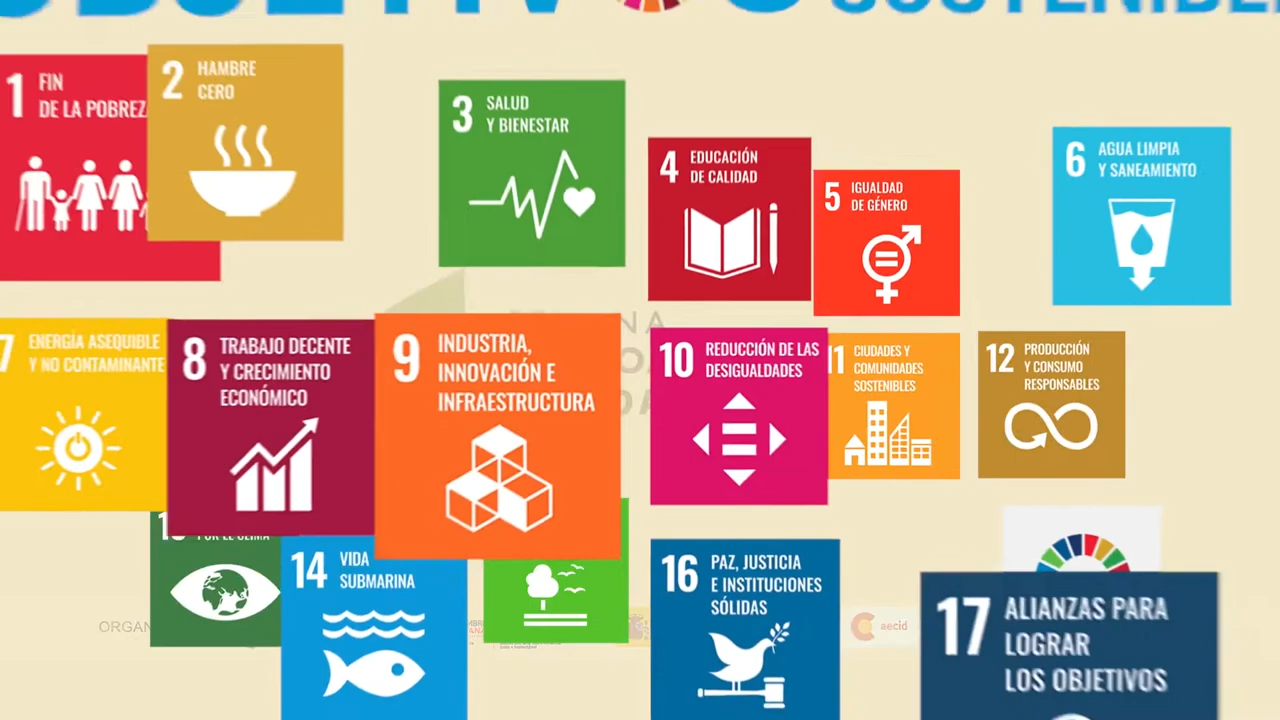 1 FIN
DE LA POBREZ
2 HAMBRE
CERO
3 SALUD
Y BIENESTAR
4 EDUCACIÓN
DE CALIDAD
5 IGUALDAD
DE GÉNERO
6 AGUA LIMPIA
Y SANEAMIENTO
7 ENERGÍA ASEQUIBLE
Y NO CONTAMINANTE
8 TRABAJO DECENTE
Y CRECIMIENTO
ECONÓMICO
9 INDUSTRIA,
INNOVACIÓN E
INFRAESTRUCTURA
10 REDUCCIÓN DE LAS
DESIGUALDADES
11 CIUDADES Y
COMUNIDADES
SOSTENIBLES
12 PRODUCCIÓN
Y CONSUMO
RESPONSABLES
14 VIDA
SUBMARINA
16 PAZ, JUSTICIA
E INSTITUCIONES
SÓLIDAS
17 ALIANZAS PARA
LOGRAR
LOS OBJETIVOS
ORGAN
aecid